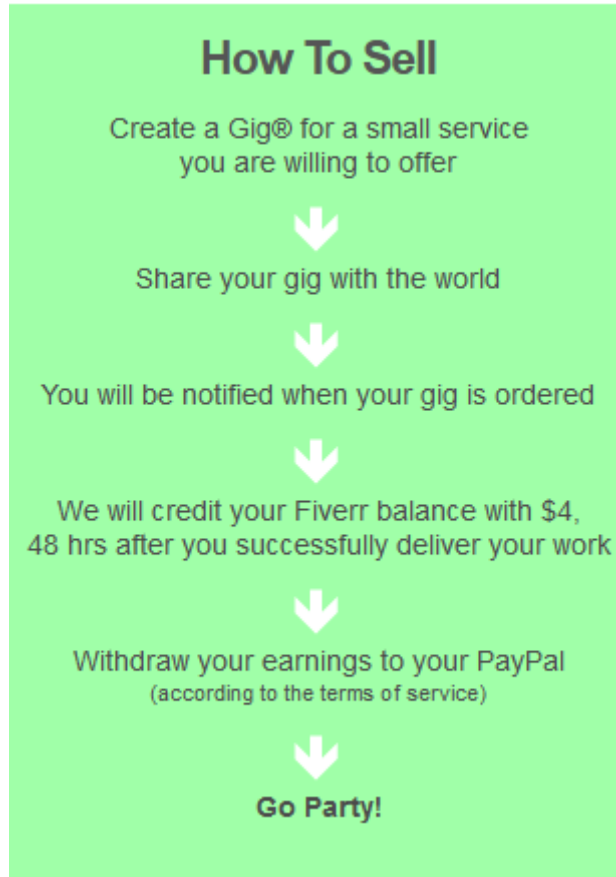 How To Sell
Create a Gig® for a small service
you are willing to offer
Share your gig with the world
You will be notified when your gig is ordered
We will credit your Fiverr balance with $4,
48 hrs after you successfully deliver your work
Withdraw your earnings to your PayPal
(according to the terms of service)
Go Party!